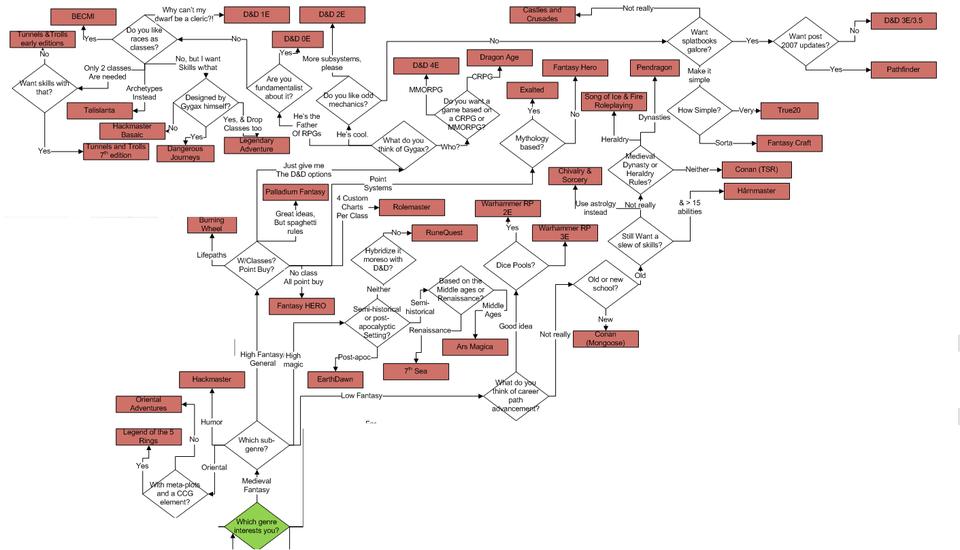 Why can't my
dwarf be a cleric?!
D&D 1E
D&D 2E
Castles and
Crusades
Not really
BECMI
Tunnels &Trolls
early editions
Yes
Do you like
races as
classes?
No
D&D 0E
More subsystems,
please
No
Want
splatbooks
galore?
Yes
Want post
2007 updates?
No
D&D 3E/3.5
Yes
Pathfinder
No
Want skills with
that?
Yes
Only 2 classes
Are needed
Archetypes
Instead
No, but I want
Skills w/that
Talislanta
Hackmaster
Basaic
Tunnels and Trolls
7th edition
Designed by
Gygax himself?
No
Yes
Dangerous
Journeys
Yes, & Drop
Classes too
Legendary
Adventure
Yes
Are you
fundamentalist
about it?
He's the
Father
Of RPGs
Do you like odd
mechanics?
He's cool.
What do you
think of Gygax?
Who?
D&D 4E
MMORPG
Dragon Age
CRPG
Do you want a
game based on
a CRPG or
MMORPG?
Exalted
Yes
Mythology
based?
No
Fantasy Hero
Song of Ice & Fire
Roleplaying
Heraldry
Pendragon
Dynasties
Medieval
Dynasty or
Heraldry
Rules?
Neither
Conan (TSR)
Make it
simple
How Simple?
Very
True20
Sorta
Fantasy Craft
Just give me
The D&D options
Point
Systems
Palladium Fantasy
Great ideas,
But spaghetti
rules
4 Custom
Charts
Per Class
Rolemaster
Chivalry &
Sorcery
Use astrolgy
instead
Not really
& > 15
abilities
Hârnmaster
Still Want a
slew of skills?
Burning
Wheel
Lifepaths
W/Classes?
Point Buy?
No class
All point buy
Fantasy HERO
RuneQuest
No
Hybridize it
moreso with
D&D?
Neither
Warhammer RP
2E
Yes
Warhammer RP
3E
Dice Pools?
Old or new
school?
Old
New
Conan
(Mongoose)
Semi-historical
or post-
apocalyptic
Setting?
Semi-
historical
Based on the
Middle ages or
Renaissance?
Middle
Ages
Renaissance
Ars Magica
7th Sea
Post-apoc
EarthDawn
Good idea
Not really
What do you
think of career
path
advancement?
High Fantasy
General
High
magic
Low Fantasy
Hackmaster
Humor
Oriental
Adventures
No
Legend of the 5
Rings
Yes
With meta-plots
and a CCG
element?
Oriental
Which sub-
genre?
Medieval
Fantasy
Which genre
interests you?